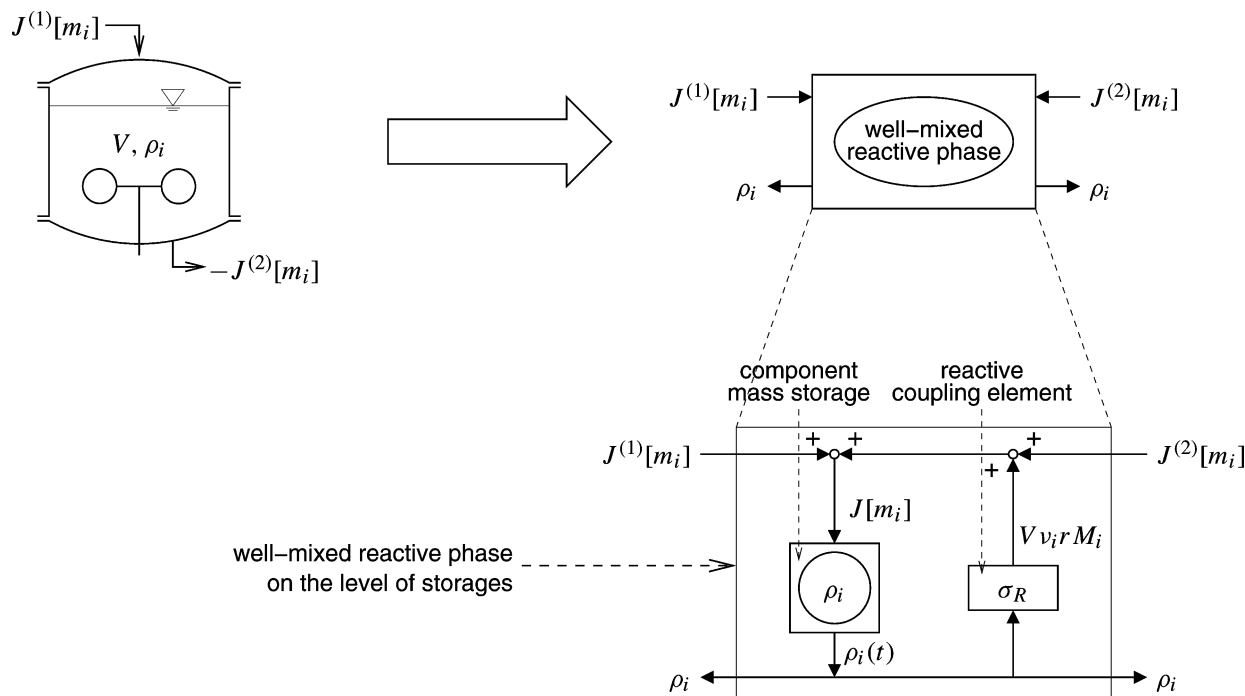 J^{(1)}[m_i]
V, ρ_i
−J^{(2)}[m_i]
J^{(1)}[m_i]
J^{(2)}[m_i]
well–mixed
reactive phase
ρ_i
ρ_i
component
mass storage
reactive
coupling element
+ + +
J^{(1)}[m_i]
J^{(2)}[m_i]
+
J[m_i]
V ν_i r M_i
well–mixed reactive phase
on the level of storages
ρ_i
σ_R
ρ_i(t)
ρ_i
ρ_i